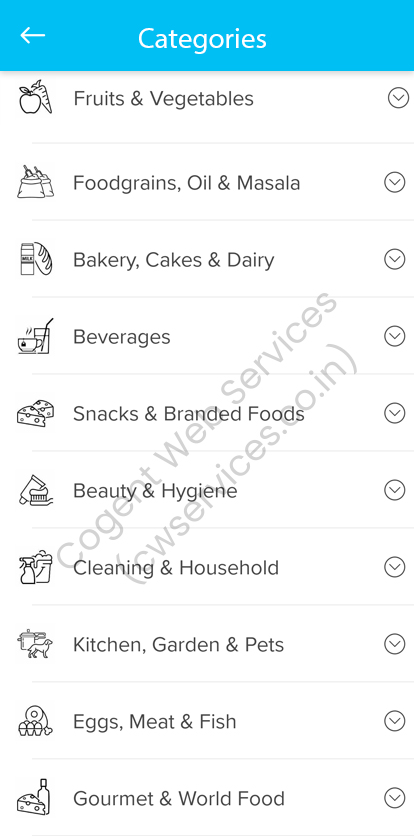 Categories
Fruits & Vegetables
Foodgrains, Oil & Masala
MILK
Bakery, Cakes & Dairy
Beverages
Snacks & Branded Foods
Beauty & Hygiene
Cleaning & Household
Kitchen, Garden & Pets
Eggs, Meat & Fish
Gourmet & World Food
Cogent Web Services
(cwservices.co.in)